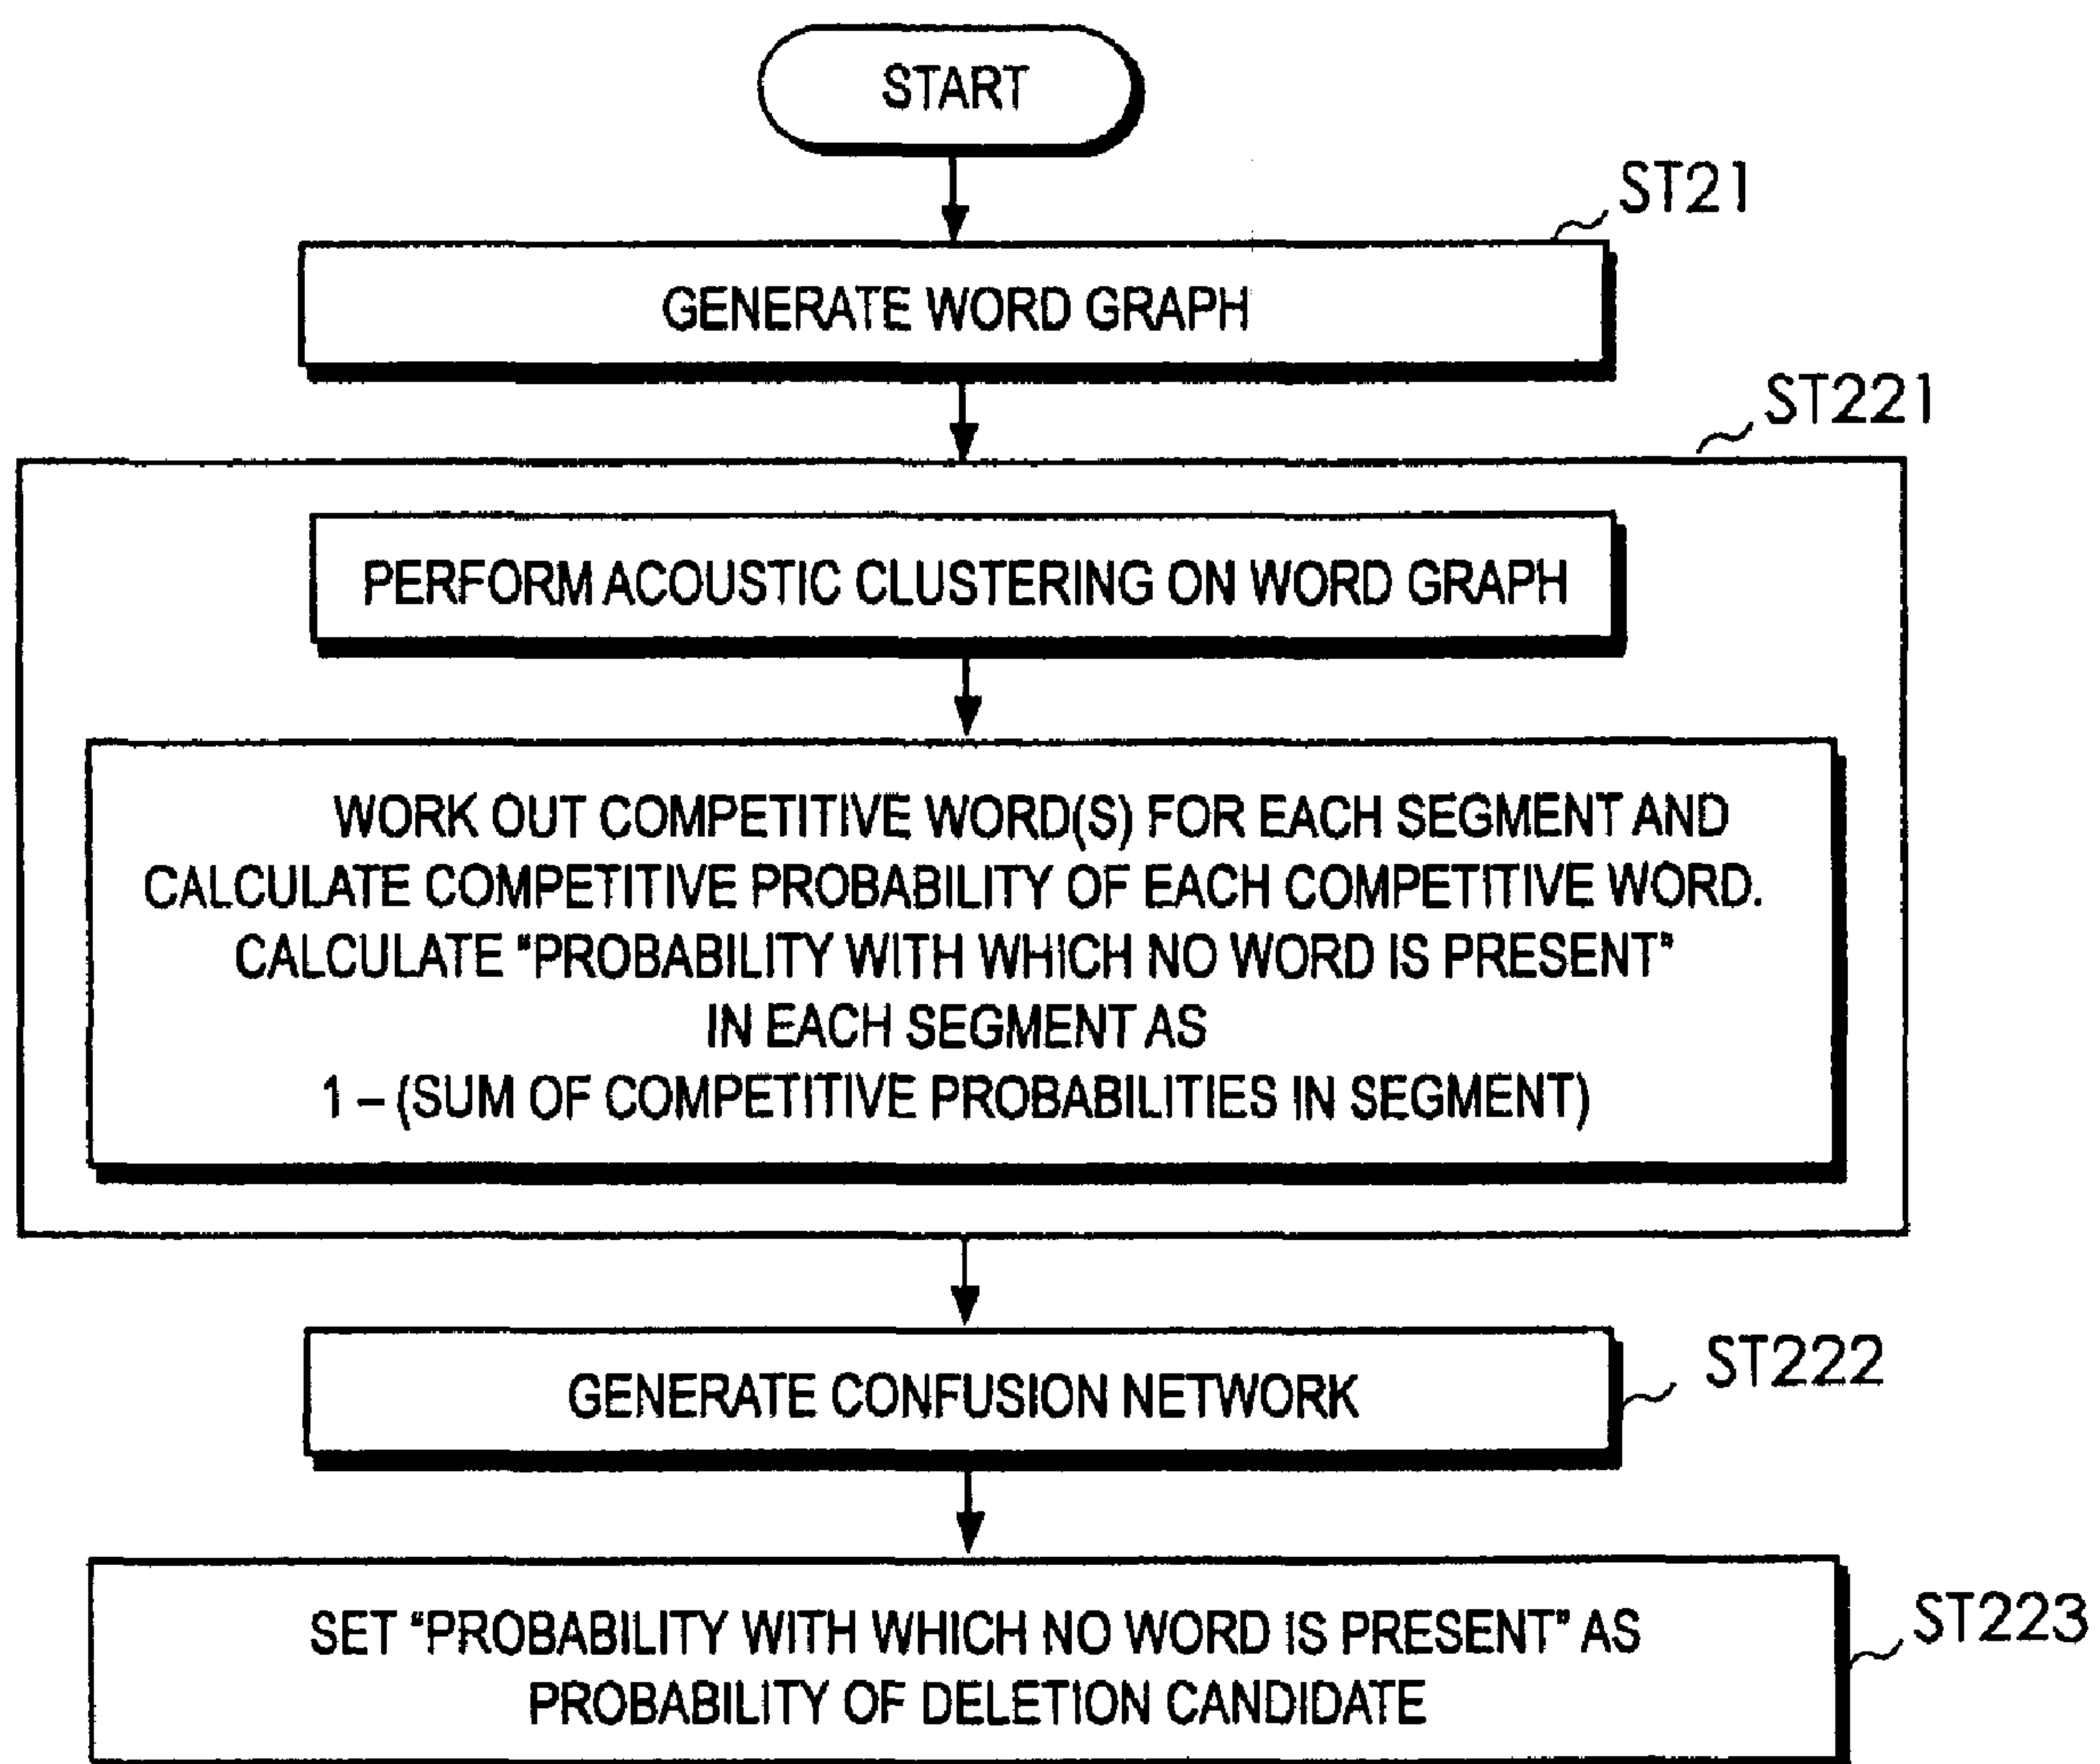 START
ST21
GENERATE WORD GRAPH
ST221
PERFORM ACOUSTIC CLUSTERING ON WORD GRAPH
WORK OUT COMPETITIVE WORD(S) FOR EACH SEGMENT AND
CALCULATE COMPETITIVE PROBABILITY OF EACH COMPETITIVE WORD.
CALCULATE "PROBABILITY WITH WHICH NO WORD IS PRESENT"
IN EACH SEGMENT AS
1 – (SUM OF COMPETITIVE PROBABILITIES IN SEGMENT)
GENERATE CONFUSION NETWORK
ST222
SET "PROBABILITY WITH WHICH NO WORD IS PRESENT" AS
PROBABILITY OF DELETION CANDIDATE
ST223